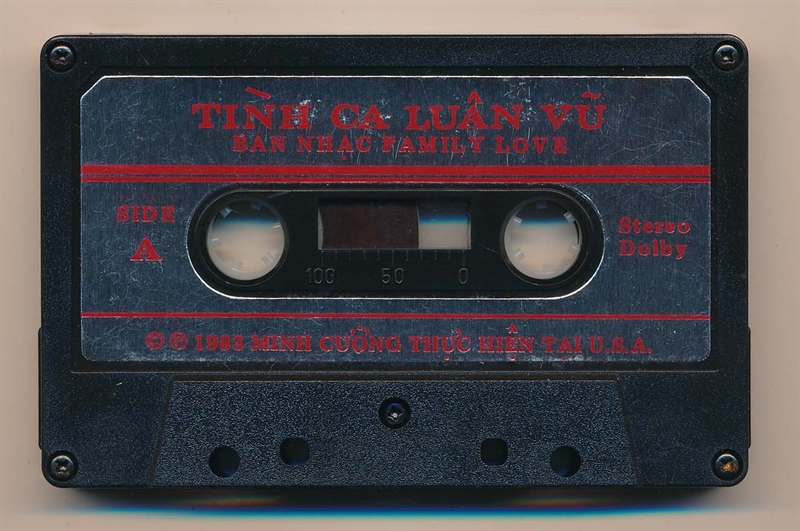 TÌNH CA LUÂN VŨ
BAN NHẠC FAMILY LOVE
SIDE
A
Stereo
Dolby
100 50 0
©℗ 1983 MINH CƯỜNG THỰC HIỆN TẠI U.S.A.